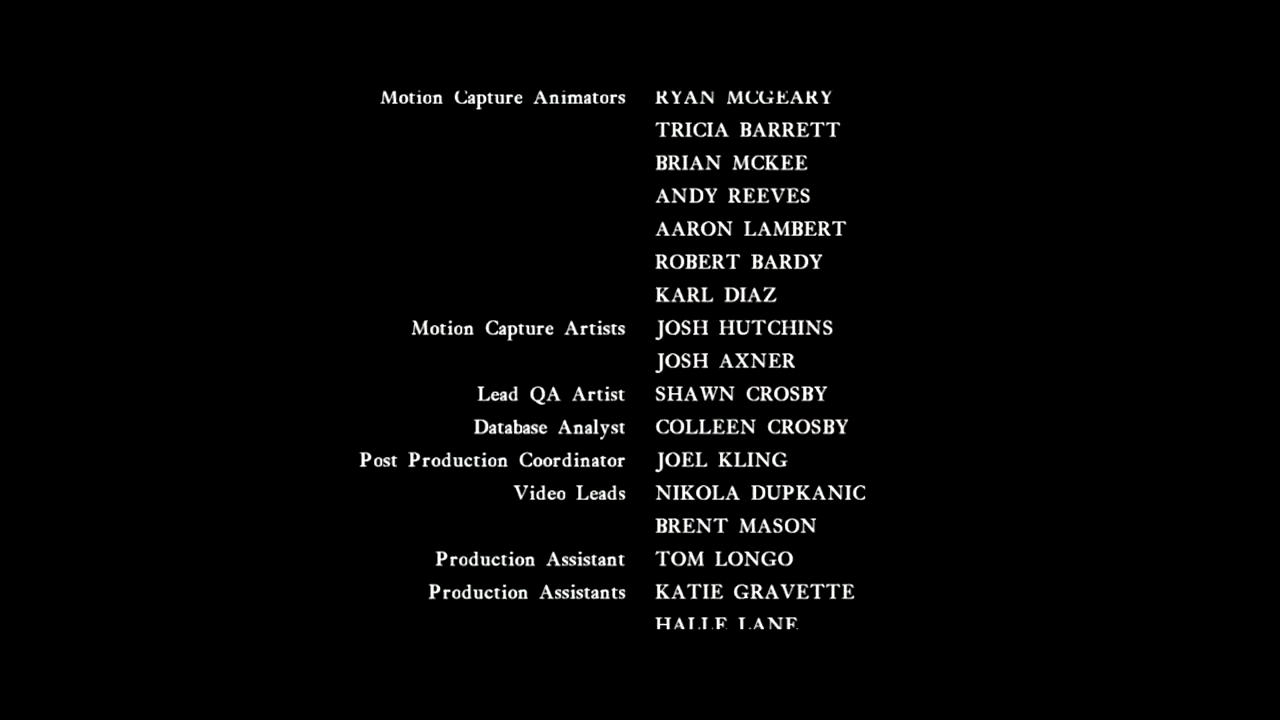 Motion Capture Animators RYAN MCGEARY
TRICIA BARRETT
BRIAN MCKEE
ANDY REEVES
AARON LAMBERT
ROBERT BARDY
KARL DIAZ
Motion Capture Artists JOSH HUTCHINS
JOSH AXNER
Lead QA Artist SHAWN CROSBY
Database Analyst COLLEEN CROSBY
Post Production Coordinator JOEL KLING
Video Leads NIKOLA DUPKANIC
BRENT MASON
Production Assistant TOM LONGO
Production Assistants KATIE GRAVETTE
HALLE LANE